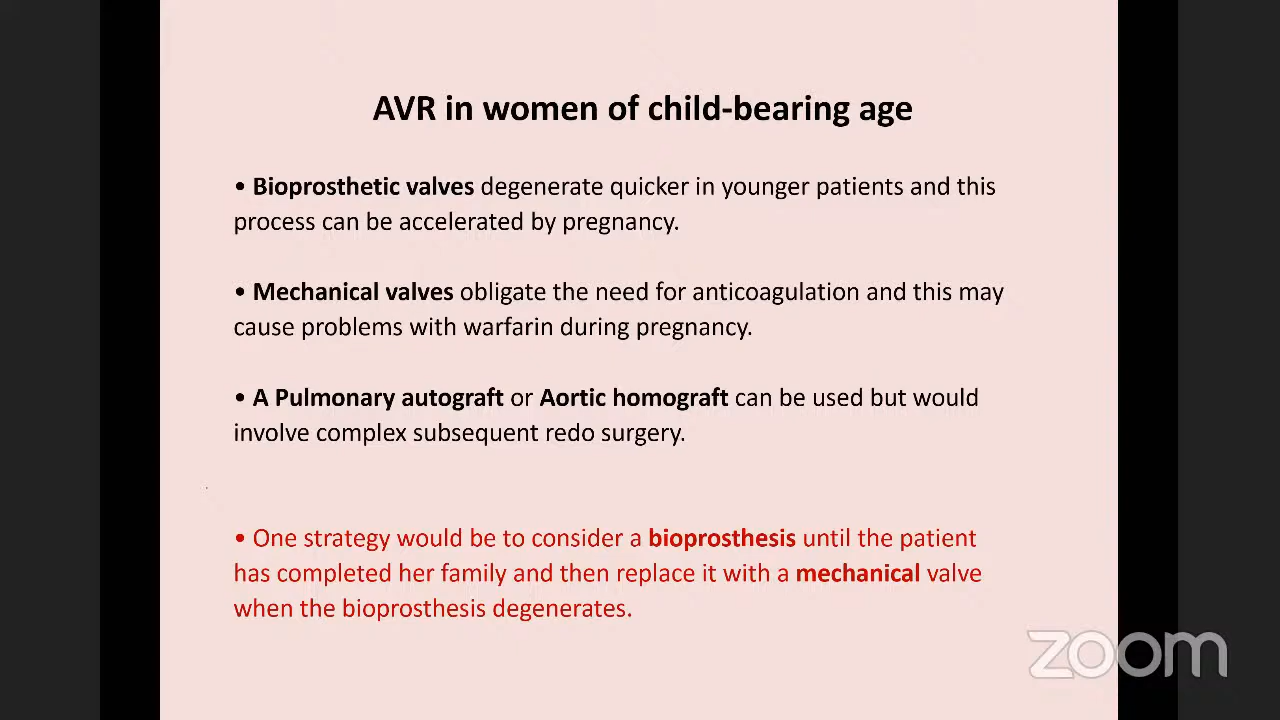 AVR in women of child-bearing age
• Bioprosthetic valves degenerate quicker in younger patients and this
process can be accelerated by pregnancy.
• Mechanical valves obligate the need for anticoagulation and this may
cause problems with warfarin during pregnancy.
• A Pulmonary autograft or Aortic homograft can be used but would
involve complex subsequent redo surgery.
• One strategy would be to consider a bioprosthesis until the patient
has completed her family and then replace it with a mechanical valve
when the bioprosthesis degenerates.
zoom